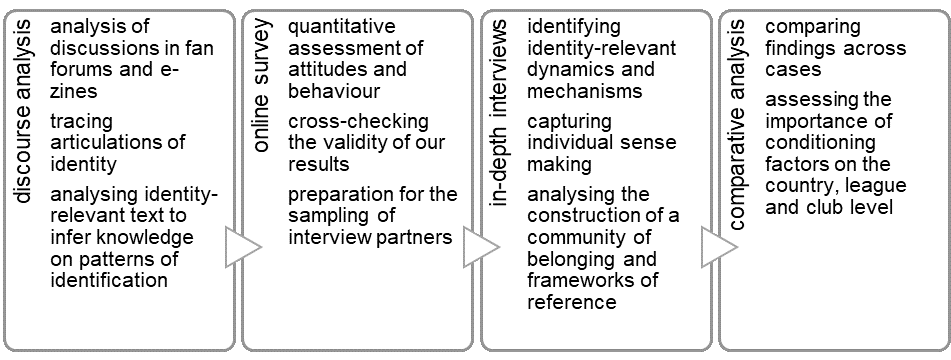 discourse analysis
analysis of
discussions in fan
forums and e-
zines
tracing
articulations of
identity
analysing identity-
relevant text to
infer knowledge
on patterns of
identification
online survey
quantitative
assessment of
attitudes and
behaviour
cross-checking
the validity of our
results
preparation for the
sampling of
interview partners
in-depth interviews
identifying
identity-relevant
dynamics and
mechanisms
capturing
individual sense
making
analysing the
construction of a
community of
belonging and
frameworks of
reference
comparative analysis
comparing
findings across
cases
assessing the
importance of
conditioning
factors on the
country, league
and club level